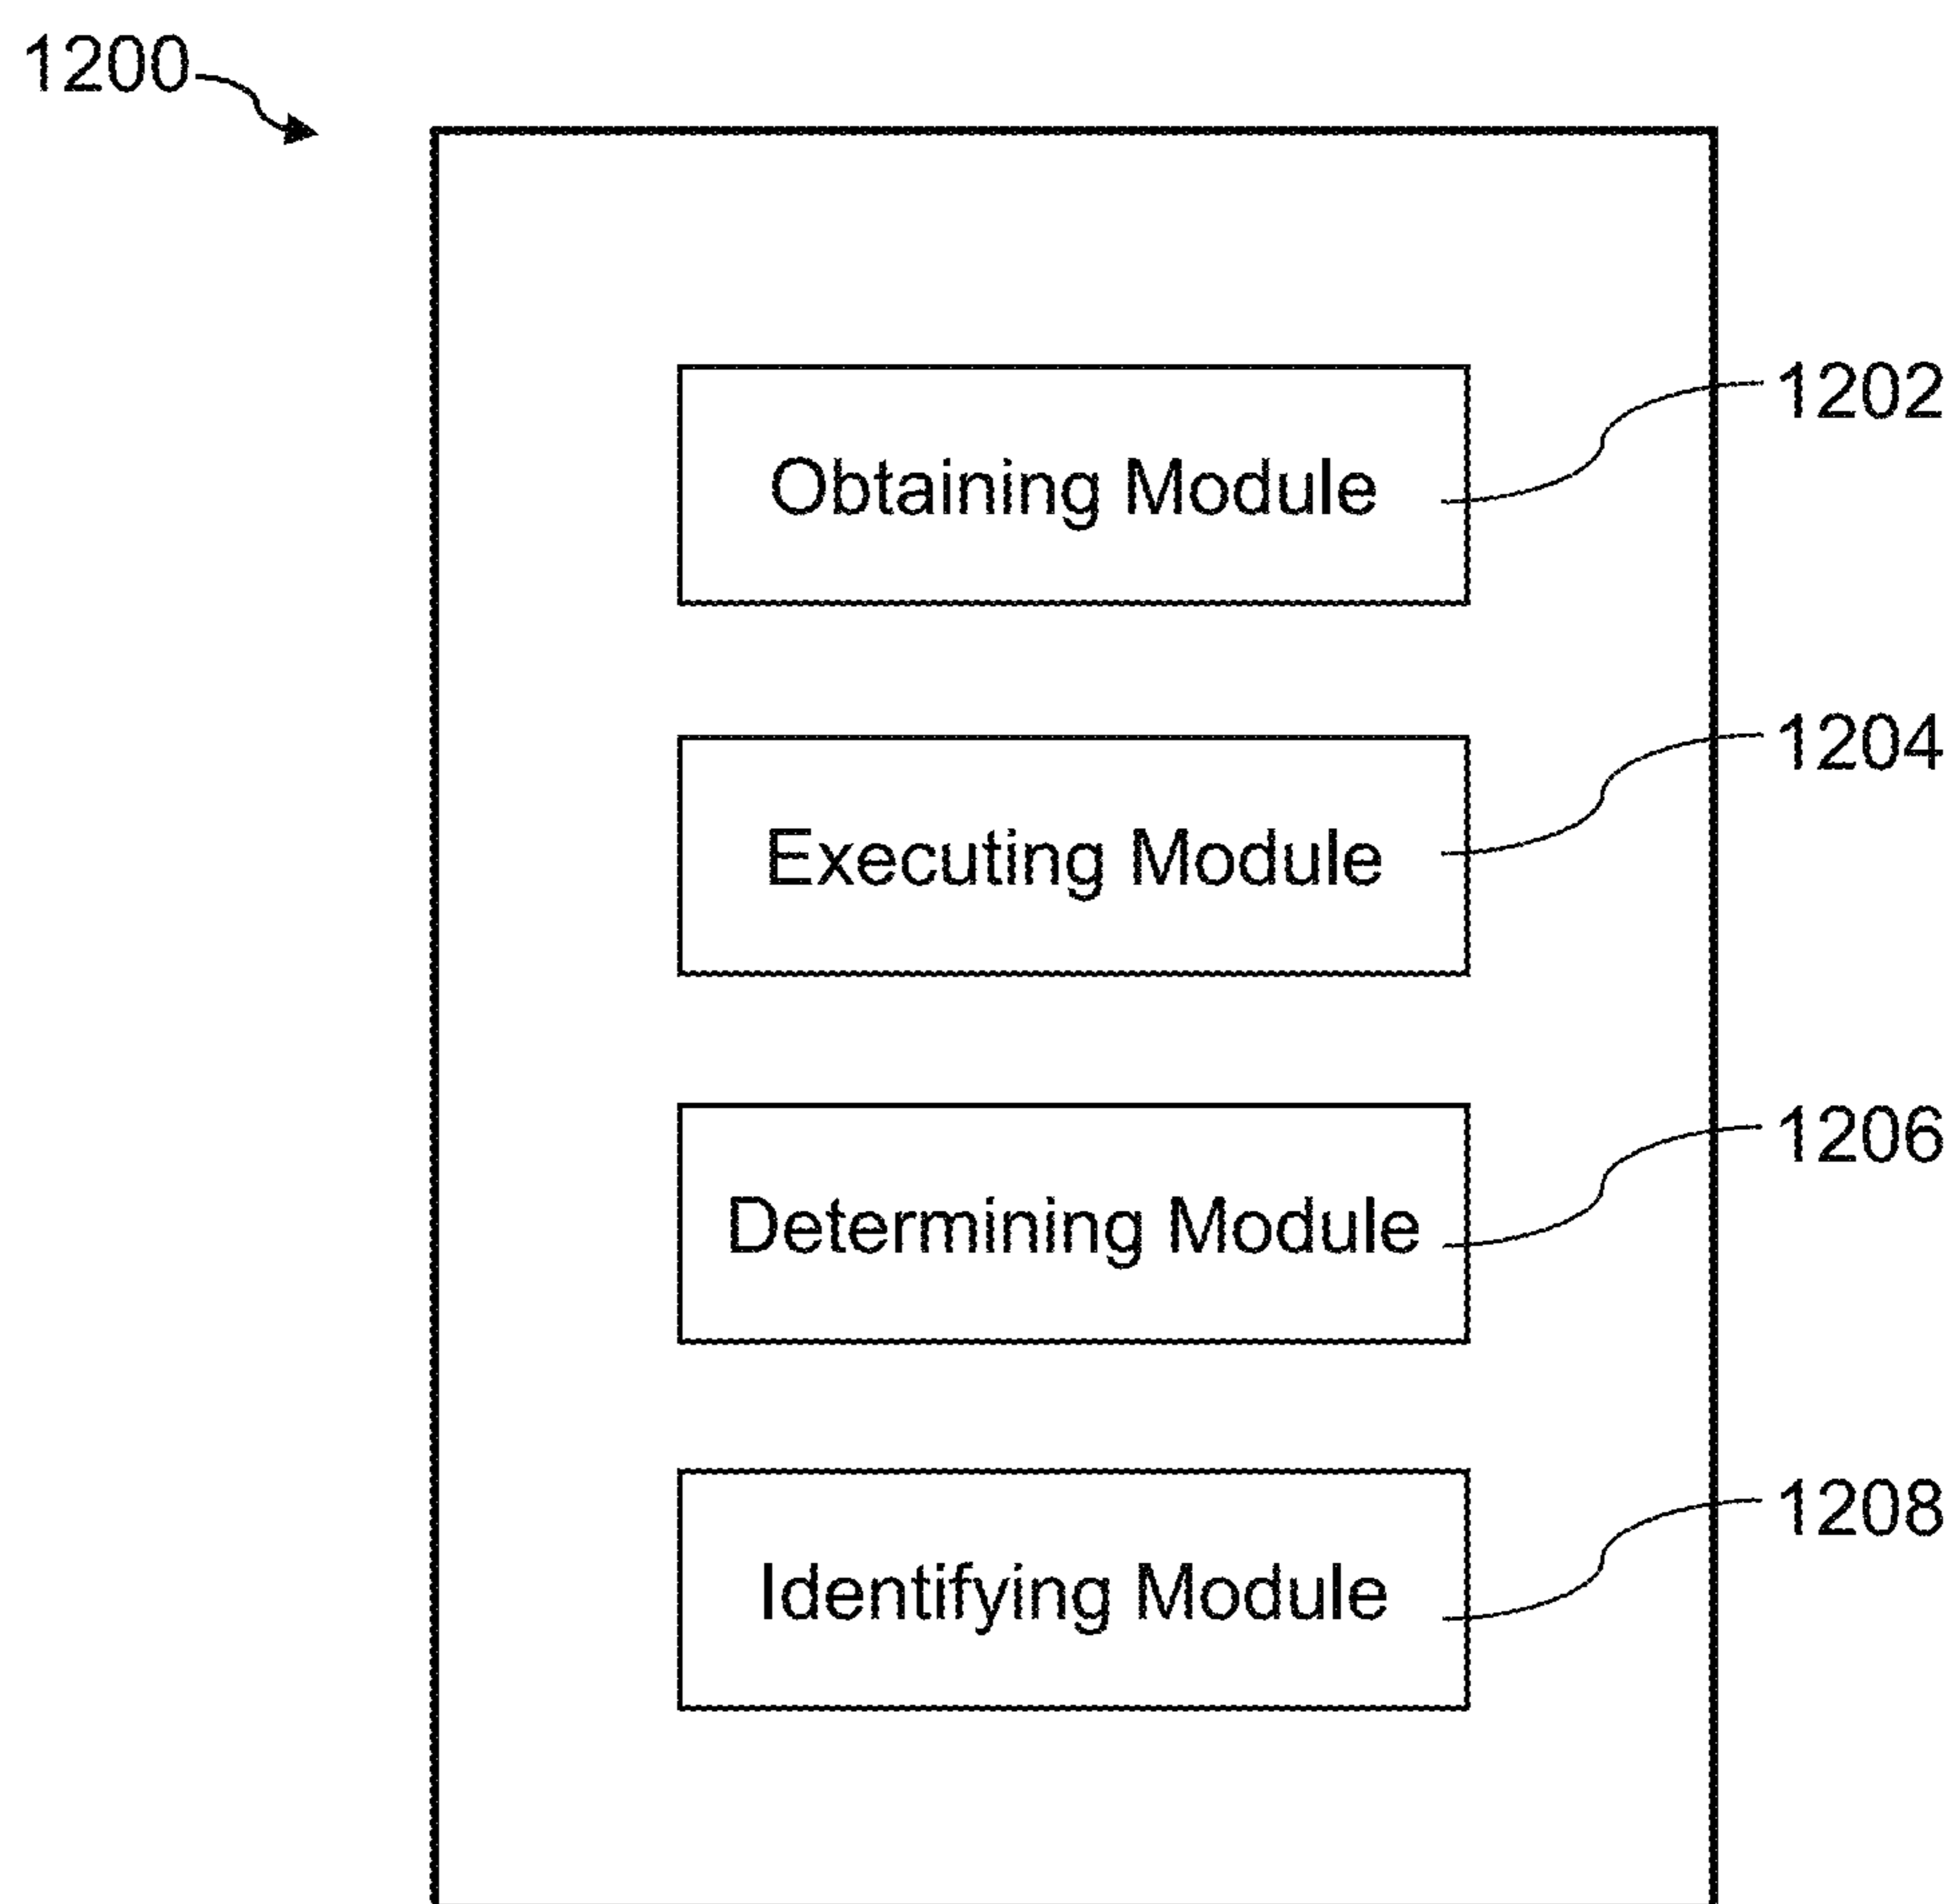 1200
1202
Obtaining Module
1204
Executing Module
1206
Determining Module
1208
Identifying Module